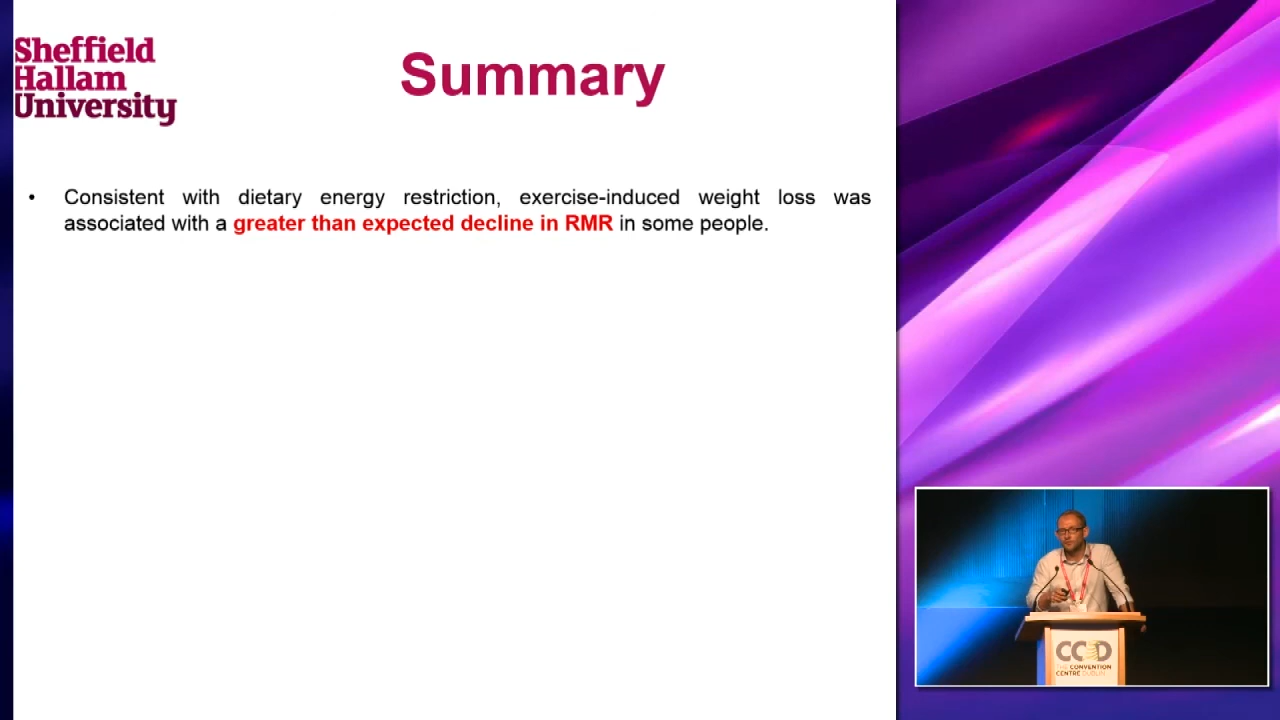 Sheffield
Hallam
University
Summary
• Consistent with dietary energy restriction, exercise-induced weight loss was
associated with a greater than expected decline in RMR in some people.
THE CONVENTION
CENTRE DUBLIN